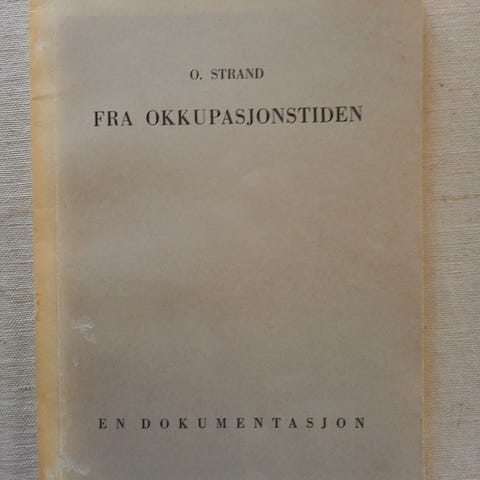 O. STRAND
FRA OKKUPASJONSTIDEN
EN DOKUMENTASJON